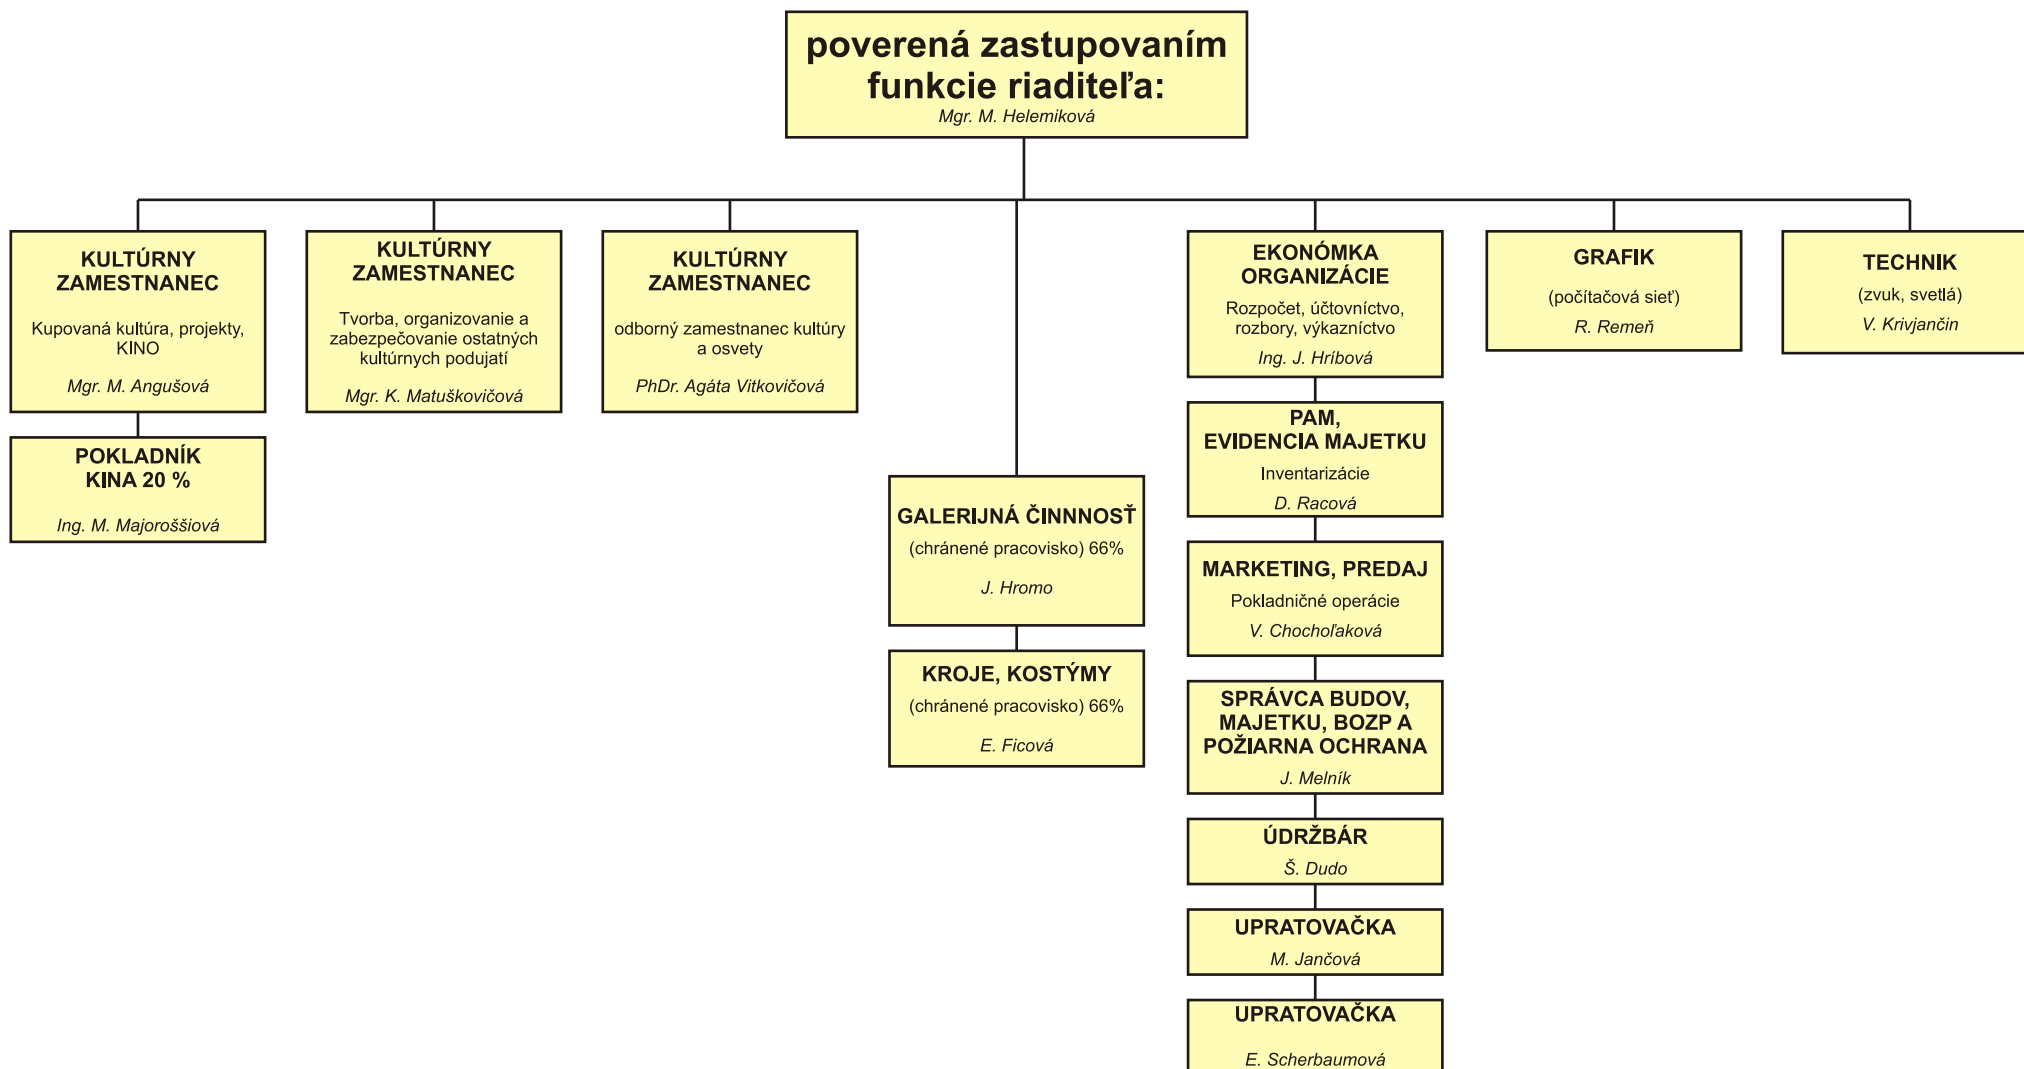 poverená zastupovaním
funkcie riaditeľa:
Mgr. M. Helemiková
KULTÚRNY
ZAMESTNANEC
Kupovaná kultúra, projekty,
KINO
Mgr. M. Angušová
POKLADNÍK
KINA 20 %
Ing. M. Majoroššiová
KULTÚRNY
ZAMESTNANEC
Tvorba, organizovanie a
zabezpečovanie ostatných
kultúrnych podujatí
Mgr. K. Matuškovičová
KULTÚRNY
ZAMESTNANEC
odborný zamestnanec kultúry
a osvety
PhDr. Agáta Vitkovičová
GALERIJNÁ ČINNNOSŤ
(chránené pracovisko) 66%
J. Hromo
KROJE, KOSTÝMY
(chránené pracovisko) 66%
E. Ficová
EKONÓMKA
ORGANIZÁCIE
Rozpočet, účtovníctvo,
rozbory, výkazníctvo
Ing. J. Hríbová
PAM,
EVIDENCIA MAJETKU
Inventarizácie
D. Racová
MARKETING, PREDAJ
Pokladničné operácie
V. Chochoľaková
SPRÁVCA BUDOV,
MAJETKU, BOZP A
POŽIARNA OCHRANA
J. Melník
ÚDRŽBÁR
Š. Dudo
UPRATOVAČKA
M. Jančová
UPRATOVAČKA
E. Scherbaumová
GRAFIK
(počítačová sieť)
R. Remeň
TECHNIK
(zvuk, svetlá)
V. Krivjančin